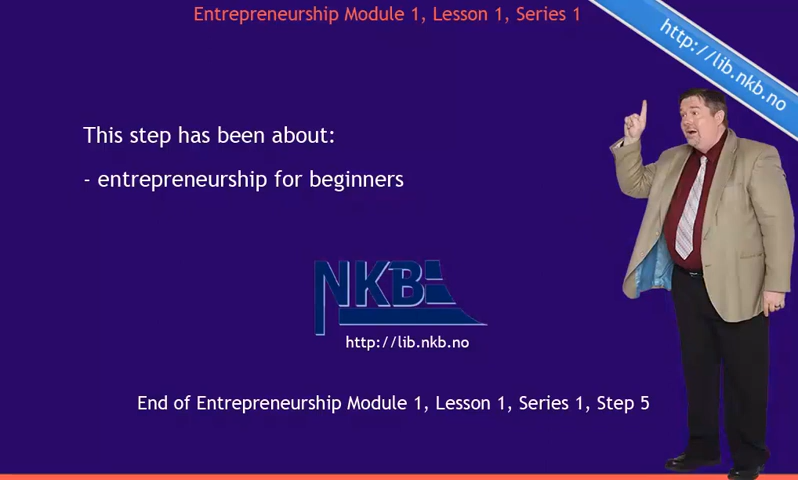 Entrepreneurship Module 1, Lesson 1, Series 1
http://lib.nkb.no
This step has been about:
- entrepreneurship for beginners
NKB
http://lib.nkb.no
End of Entrepreneurship Module 1, Lesson 1, Series 1, Step 5